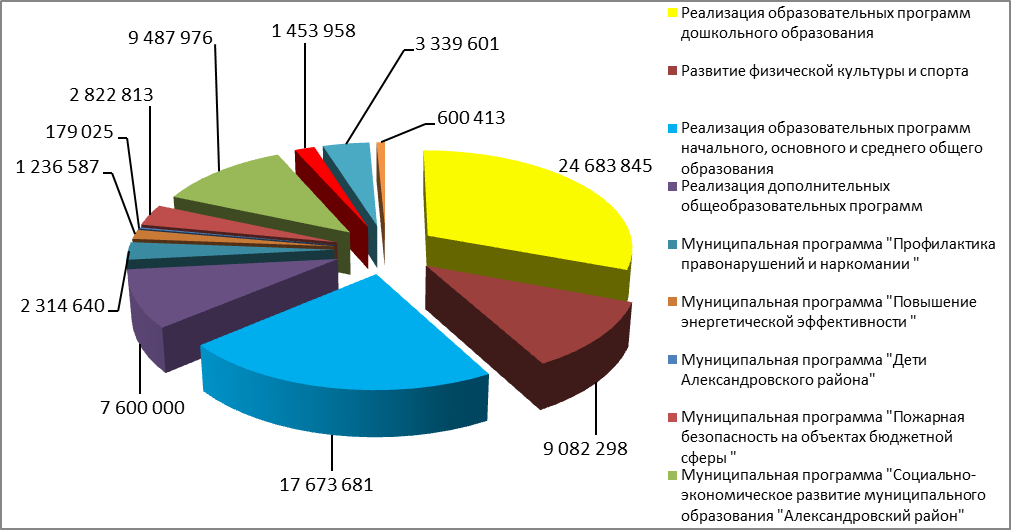 1 453 958
9 487 976
3 339 601
2 822 813
600 413
179 025
1 236 587
24 683 845
2 314 640
7 600 000
9 082 298
17 673 681
Реализация образовательных программ
дошкольного образования
Развитие физической культуры и спорта
Реализация образовательных программ
начального, основного и среднего общего
образования
Реализация дополнительных
общеобразовательных программ
Муниципальная программа "Профилактика
правонарушений и наркомании "
Муниципальная программа "Повышение
энергетической эффективности "
Муниципальная программа "Дети
Александровского района"
Муниципальная программа "Пожарная
безопасность на объектах бюджетной
сферы "
Муниципальная программа "Социально-
экономическое развитие муниципального
образования "Александровский район"